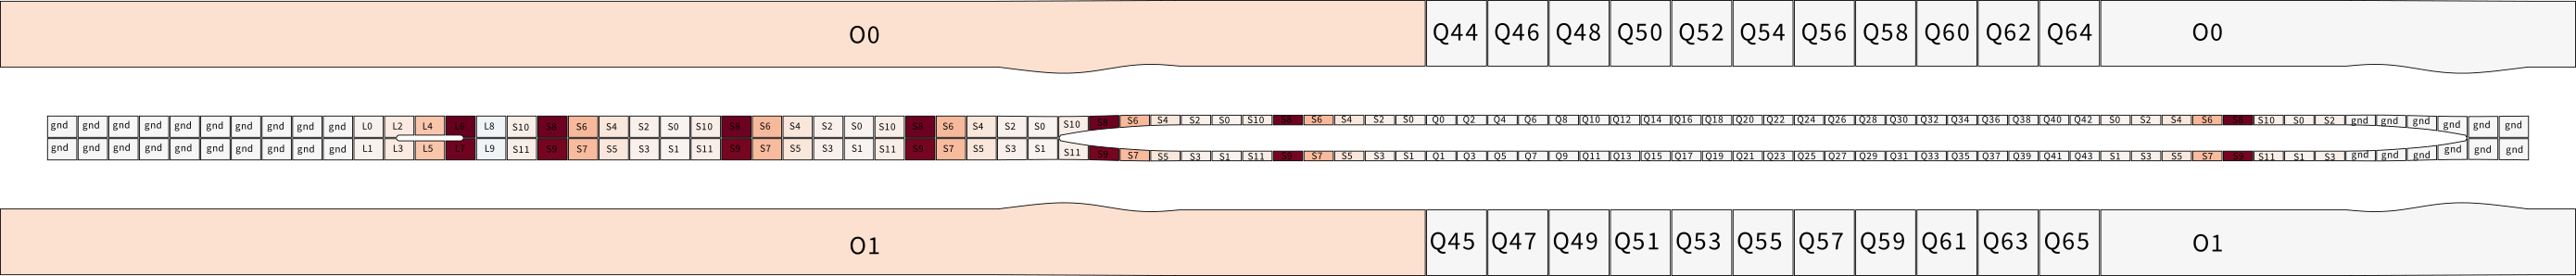 O0 Q44 Q46 Q48 Q50 Q52 Q54 Q56 Q58 Q60 Q62 Q64 O0
gnd gnd gnd gnd gnd gnd gnd gnd gnd gnd L0 L2 L4 L6 L8 S10 S8 S6 S4 S2 S0 S10 S8 S6 S4 S2 S0 S10 S8 S6 S4 S2 S0 S10 S8 S6 S4 S2 S0 S10 S8 S6 S4 S2 S0 Q0 Q2 Q4 Q6 Q8 Q10 Q12 Q14 Q16 Q18 Q20 Q22 Q24 Q26 Q28 Q30 Q32 Q34 Q36 Q38 Q40 Q42 S0 S2 S4 S6 S8 S10 S0 S2 gnd gnd gnd gnd gnd gnd
gnd gnd gnd gnd gnd gnd gnd gnd gnd gnd L1 L3 L5 L7 L9 S11 S9 S7 S5 S3 S1 S11 S9 S7 S5 S3 S1 S11 S9 S7 S5 S3 S1 S11 S9 S7 S5 S3 S1 S11 S9 S7 S5 S3 S1 Q1 Q3 Q5 Q7 Q9 Q11 Q13 Q15 Q17 Q19 Q21 Q23 Q25 Q27 Q29 Q31 Q33 Q35 Q37 Q39 Q41 Q43 S1 S3 S5 S7 S9 S11 S1 S3 gnd gnd gnd gnd gnd gnd
O1 Q45 Q47 Q49 Q51 Q53 Q55 Q57 Q59 Q61 Q63 Q65 O1